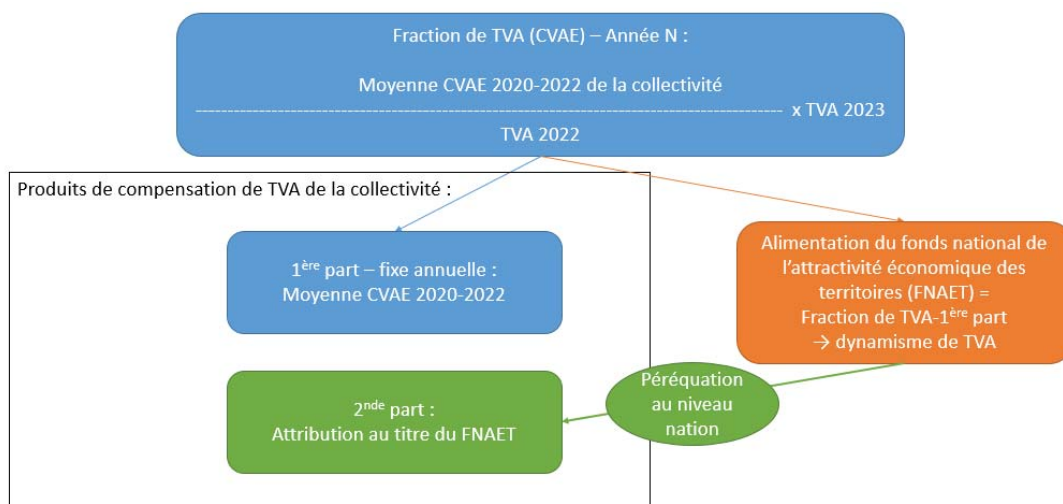 Fraction de TVA (CVAE) – Année N :
Moyenne CVAE 2020-2022 de la collectivité
---------------------------------------------------------------------------------------------- x TVA 2023
TVA 2022
Produits de compensation de TVA de la collectivité :
1ère part – fixe annuelle :
Moyenne CVAE 2020-2022
Alimentation du fonds national de
l’attractivité économique des
territoires (FNAET) =
Fraction de TVA-1ère part
→ dynamisme de TVA
Péréquation
au niveau
nation
2nde part :
Attribution au titre du FNAET